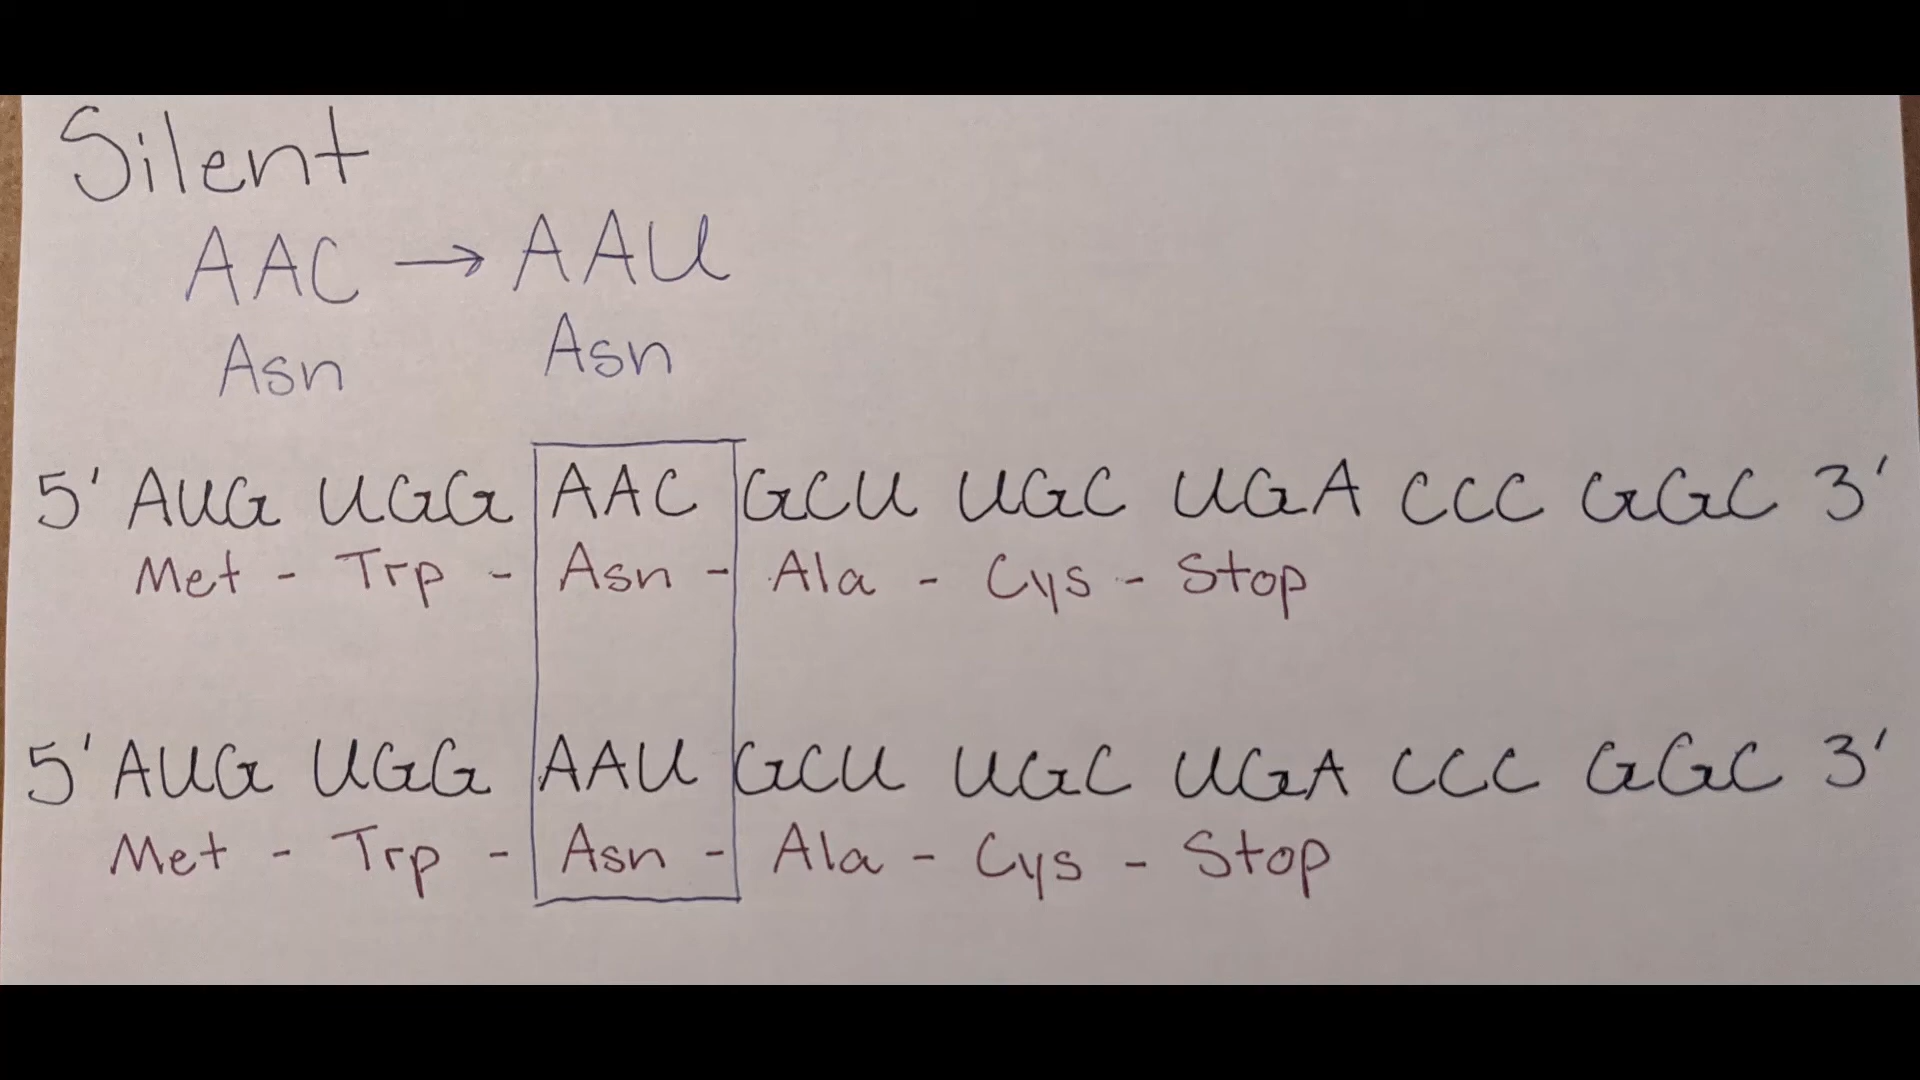 Silent
AAC → AAU
Asn Asn
5' AUG UGG AAC GCU UGC UGA CCC GGC 3'
Met - Trp - Asn - Ala - Cys - Stop
5' AUG UGG AAU GCU UGC UGA CCC GGC 3'
Met - Trp - Asn - Ala - Cys - Stop